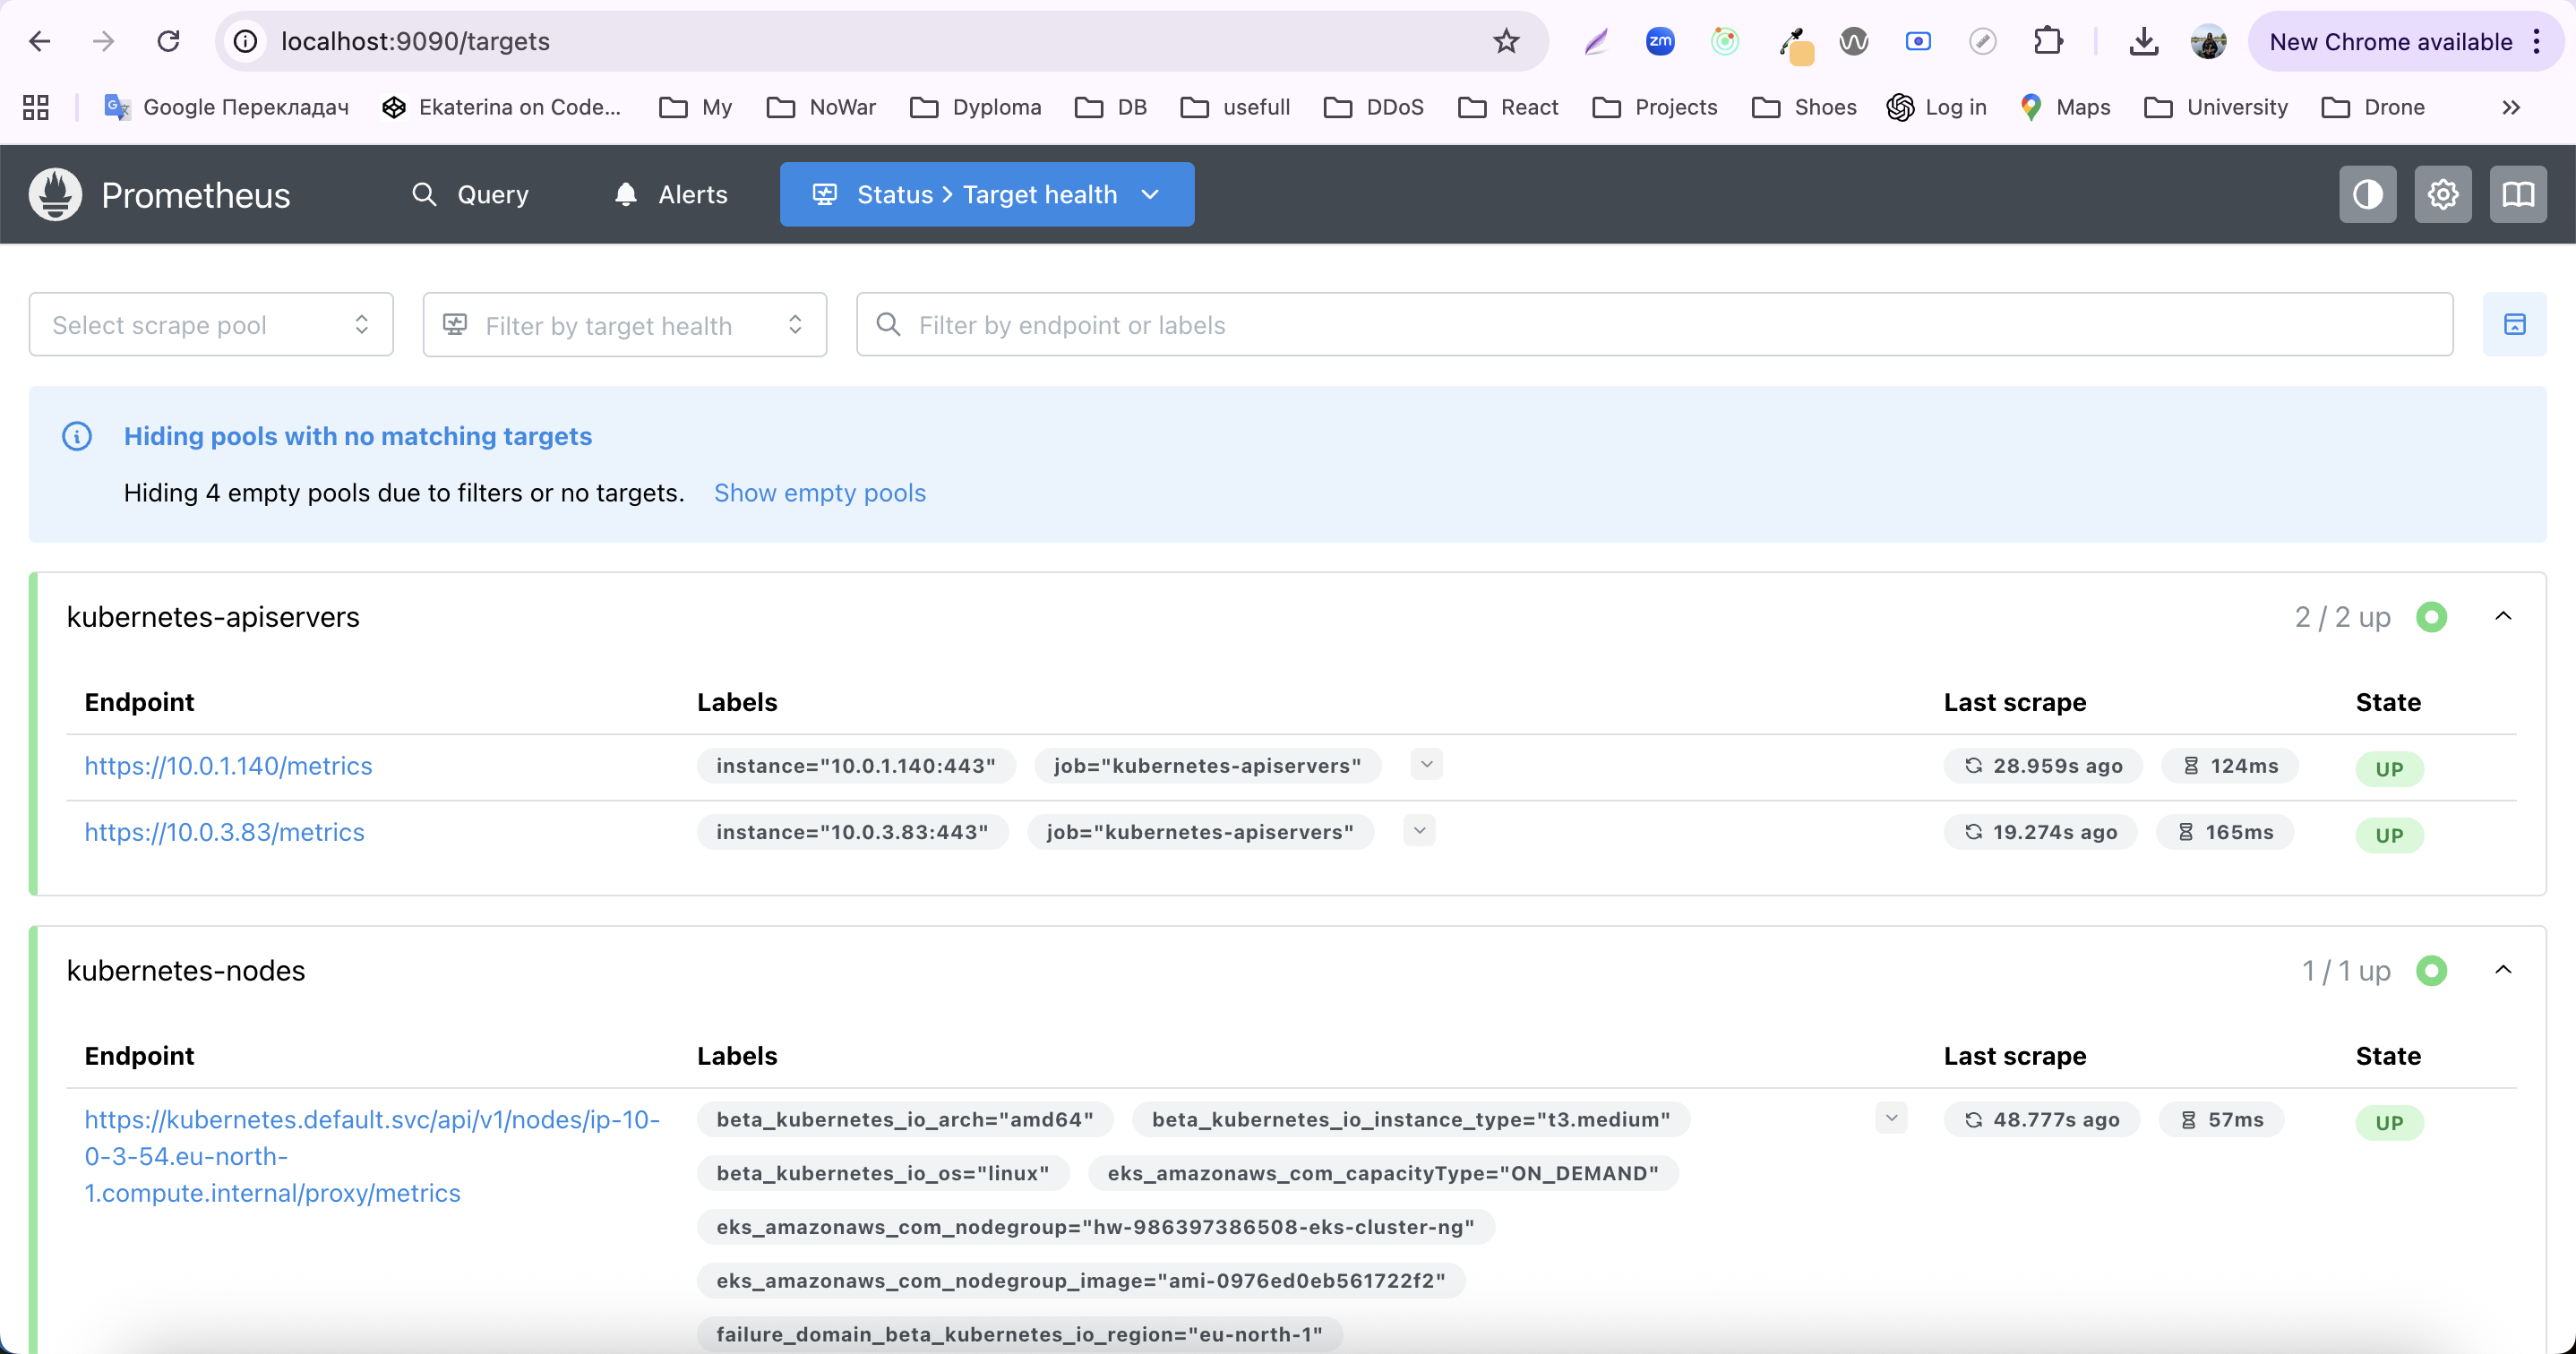 localhost:9090/targets
zm
New Chrome available
Google Перекладач
Ekaterina on Code...
My
NoWar
Dyploma
DB
usefull
DDoS
React
Projects
Shoes
Log in
Maps
University
Drone
Prometheus
Query
Alerts
Status > Target health
Select scrape pool
Filter by target health
Filter by endpoint or labels
Hiding pools with no matching targets
Hiding 4 empty pools due to filters or no targets. Show empty pools
kubernetes-apiservers
2 / 2 up
Endpoint Labels Last scrape State
https://10.0.1.140/metrics instance="10.0.1.140:443" job="kubernetes-apiservers" 28.959s ago 124ms UP
https://10.0.3.83/metrics instance="10.0.3.83:443" job="kubernetes-apiservers" 19.274s ago 165ms UP
kubernetes-nodes
1 / 1 up
Endpoint Labels Last scrape State
https://kubernetes.default.svc/api/v1/nodes/ip-10-
0-3-54.eu-north-
1.compute.internal/proxy/metrics
beta_kubernetes_io_arch="amd64" beta_kubernetes_io_instance_type="t3.medium"
beta_kubernetes_io_os="linux" eks_amazonaws_com_capacityType="ON_DEMAND"
eks_amazonaws_com_nodegroup="hw-986397386508-eks-cluster-ng"
eks_amazonaws_com_nodegroup_image="ami-0976ed0eb561722f2"
failure_domain_beta_kubernetes_io_region="eu-north-1"
48.777s ago 57ms UP